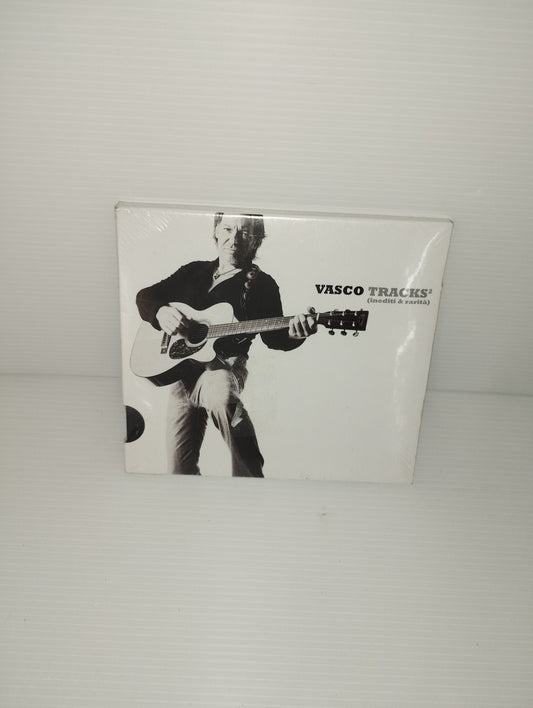 VASCO TRACKS²
(inediti & rarità)